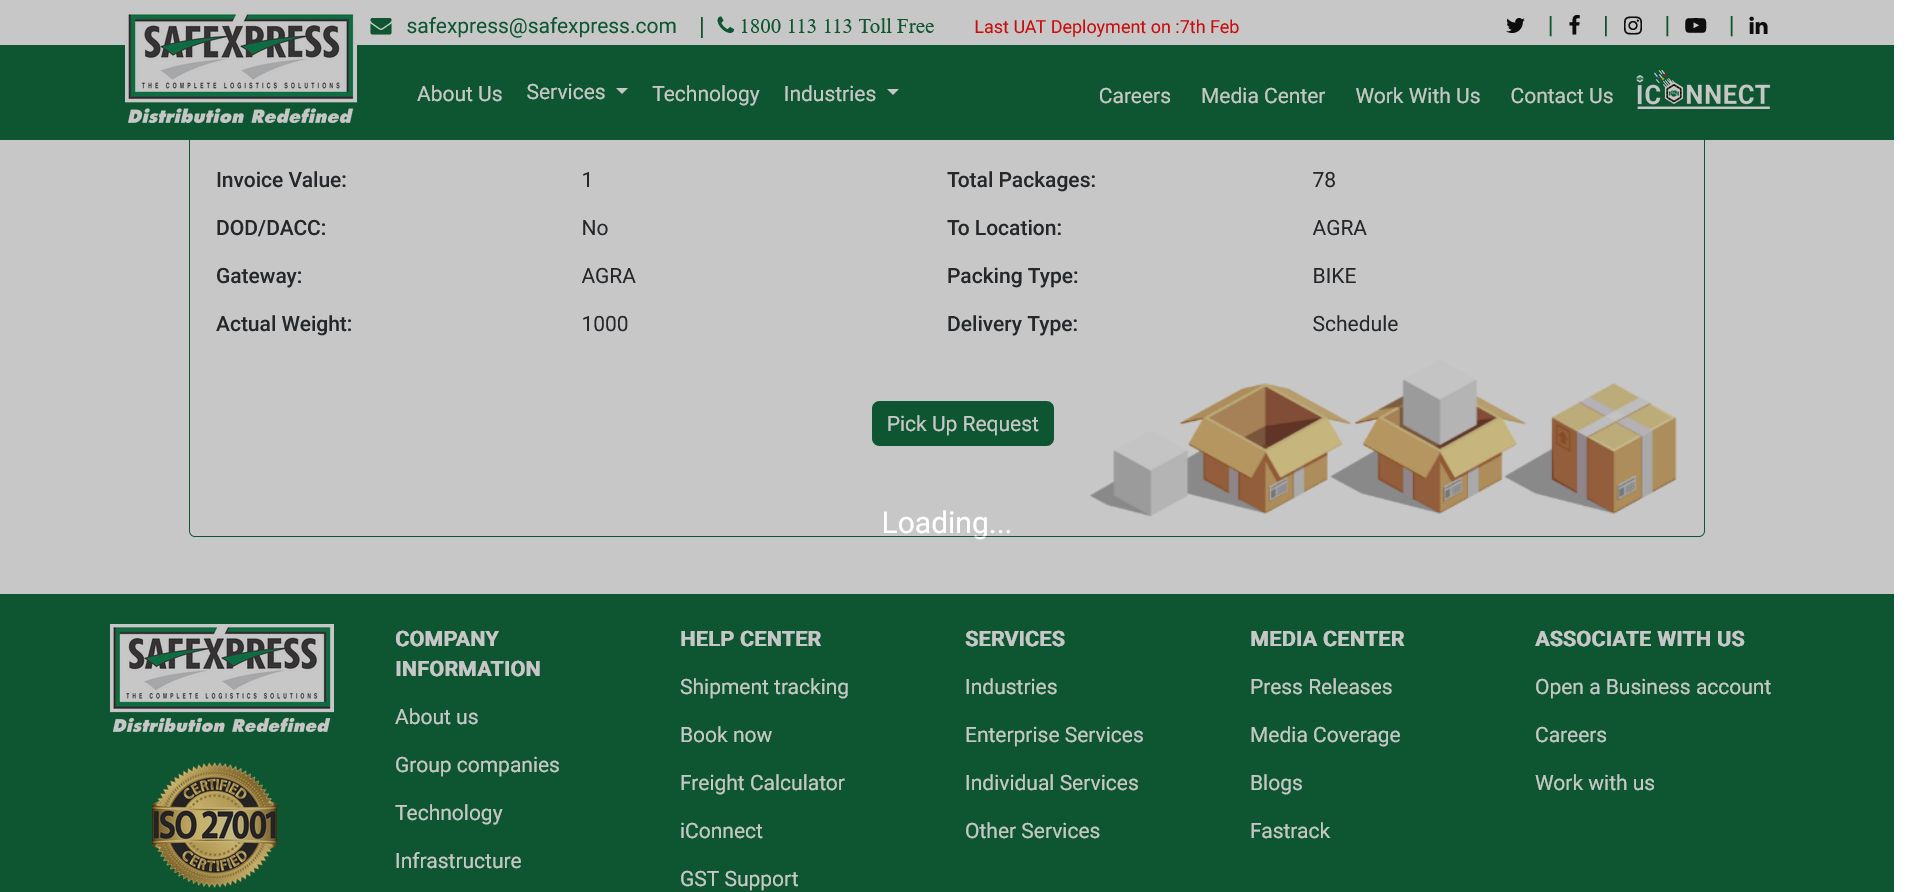 SAFEXPRESS
THE COMPLETE LOGISTICS SOLUTIONS
Distribution Redefined
safexpress@safexpress.com | 1800 113 113 Toll Free Last UAT Deployment on :7th Feb
About Us Services Technology Industries Careers Media Center Work With Us Contact Us iCONNECT
Invoice Value: 1 Total Packages: 78
DOD/DACC: No To Location: AGRA
Gateway: AGRA Packing Type: BIKE
Actual Weight: 1000 Delivery Type: Schedule
Pick Up Request
Loading...
SAFEXPRESS
THE COMPLETE LOGISTICS SOLUTIONS
Distribution Redefined
CERTIFIED
ISO 27001
CERTIFIED
COMPANY
INFORMATION
About us
Group companies
Technology
Infrastructure
HELP CENTER
Shipment tracking
Book now
Freight Calculator
iConnect
GST Support
SERVICES
Industries
Enterprise Services
Individual Services
Other Services
MEDIA CENTER
Press Releases
Media Coverage
Blogs
Fastrack
ASSOCIATE WITH US
Open a Business account
Careers
Work with us